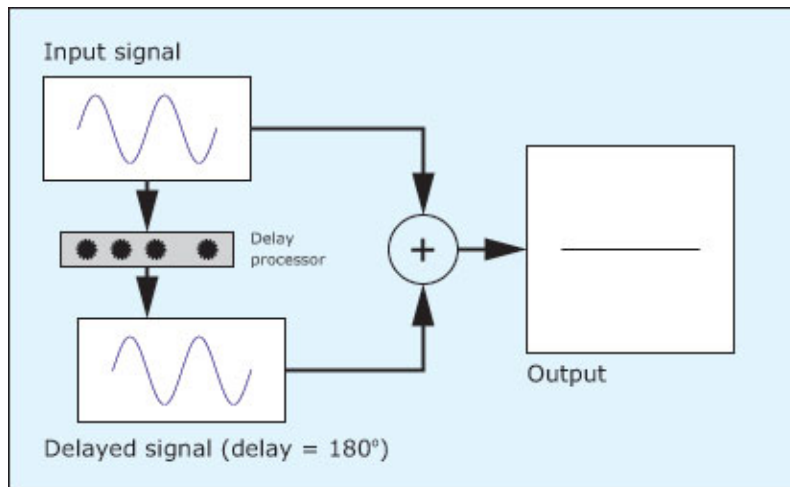 Input signal
Delay
processor
+
Output
Delayed signal (delay = 180°)